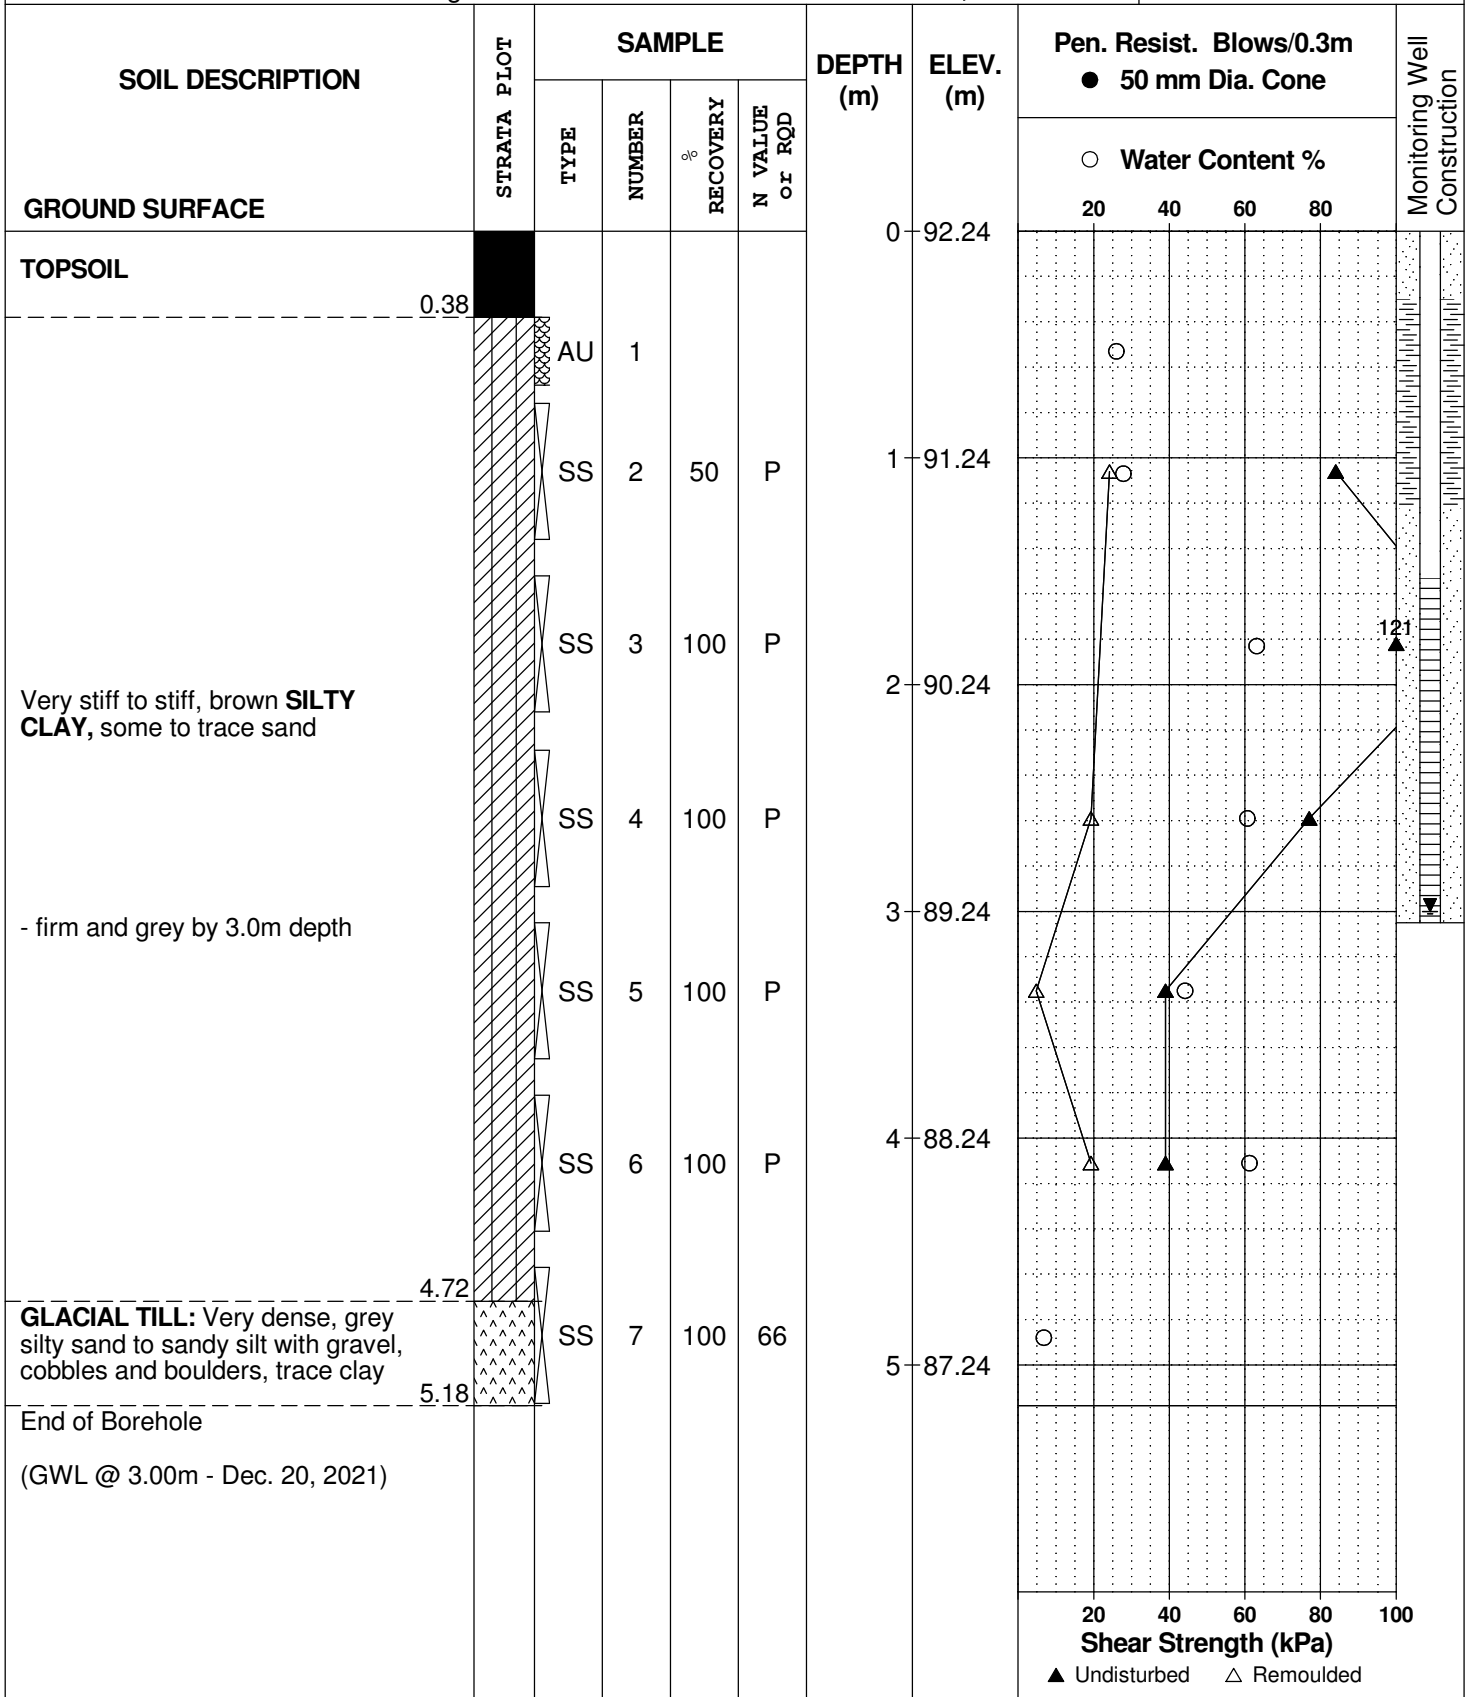 SOIL DESCRIPTION
GROUND SURFACE
STRATA PLOT
SAMPLE
TYPE
NUMBER
%
RECOVERY
N VALUE
or RQD
DEPTH
(m)
ELEV.
(m)
Pen. Resist. Blows/0.3m
● 50 mm Dia. Cone
○ Water Content %
20 40 60 80
Monitoring Well
Construction
0 92.24
TOPSOIL
0.38
AU 1
1 91.24
SS 2 50 P
121
SS 3 100 P
2 90.24
Very stiff to stiff, brown SILTY
CLAY, some to trace sand
SS 4 100 P
3 89.24
- firm and grey by 3.0m depth
SS 5 100 P
4 88.24
SS 6 100 P
4.72
GLACIAL TILL: Very dense, grey
silty sand to sandy silt with gravel,
cobbles and boulders, trace clay
SS 7 100 66
5 87.24
5.18
End of Borehole
(GWL @ 3.00m - Dec. 20, 2021)
20 40 60 80 100
Shear Strength (kPa)
▲ Undisturbed △ Remoulded